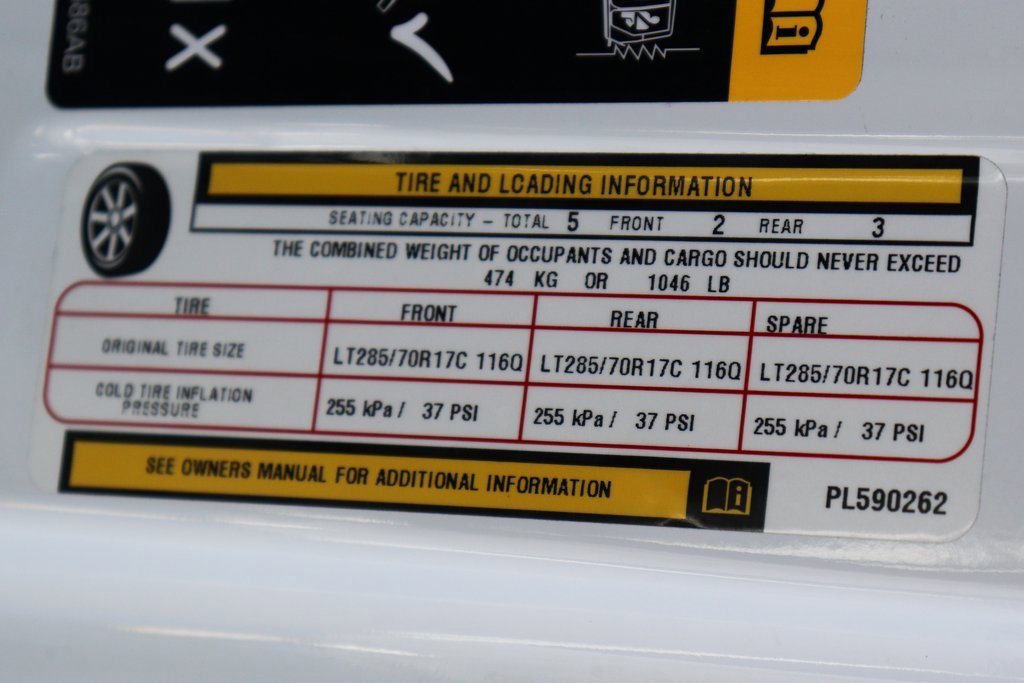 86AB
TIRE AND LOADING INFORMATION
SEATING CAPACITY – TOTAL 5 FRONT 2 REAR 3
THE COMBINED WEIGHT OF OCCUPANTS AND CARGO SHOULD NEVER EXCEED
474 KG OR 1046 LB
TIRE FRONT REAR SPARE
ORIGINAL TIRE SIZE LT285/70R17C 116Q LT285/70R17C 116Q LT285/70R17C 116Q
COLD TIRE INFLATION
PRESSURE 255 kPa / 37 PSI 255 kPa / 37 PSI 255 kPa / 37 PSI
SEE OWNERS MANUAL FOR ADDITIONAL INFORMATION
PL590262